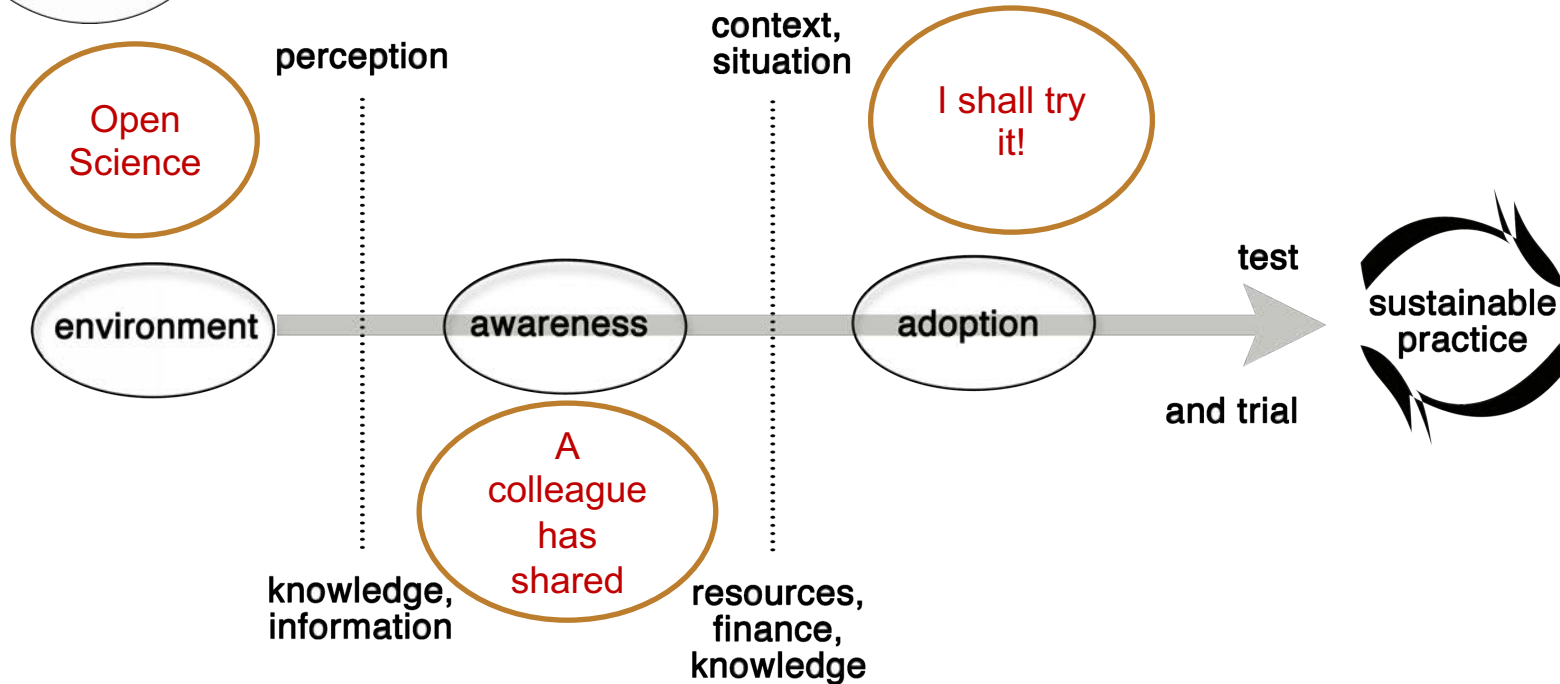 perception
context,
situation
Open
Science
I shall try
it!
environment
awareness
adoption
test
and trial
sustainable
practice
A
colleague
has
shared
knowledge,
information
resources,
finance,
knowledge